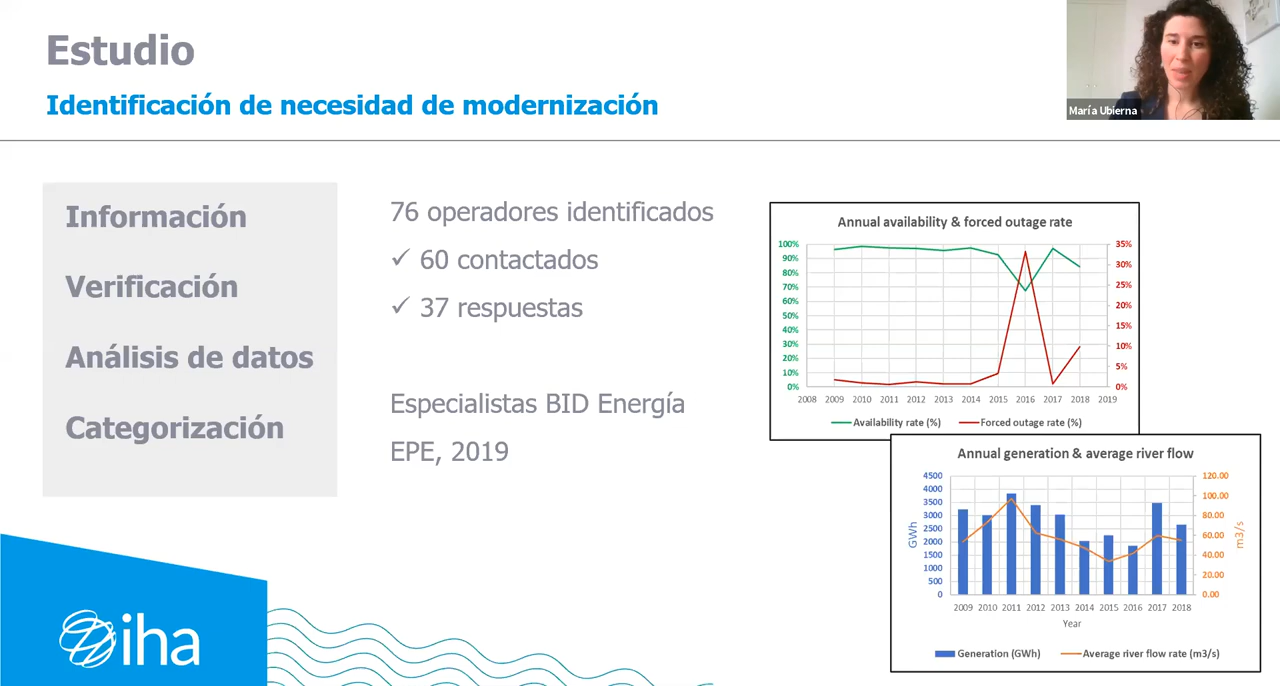 Estudio
Identificación de necesidad de modernización
María Ubierna
Información
Verificación
Análisis de datos
Categorización
76 operadores identificados
✓ 60 contactados
✓ 37 respuestas
Especialistas BID Energía
EPE, 2019
Annual availability & forced outage rate
100%
90%
80%
70%
60%
50%
40%
30%
20%
10%
0%
35%
30%
25%
20%
15%
10%
5%
0%
2008 2009 2010 2011 2012 2013 2014 2015 2016 2017 2018 2019
Availability rate (%) Forced outage rate (%)
Annual generation & average river flow
GWh
4500
4000
3500
3000
2500
2000
1500
1000
500
0
120.00
100.00
80.00
60.00
40.00
20.00
0.00
m3/s
2009 2010 2011 2012 2013 2014 2015 2016 2017 2018
Year
Generation (GWh) Average river flow rate (m3/s)
iha